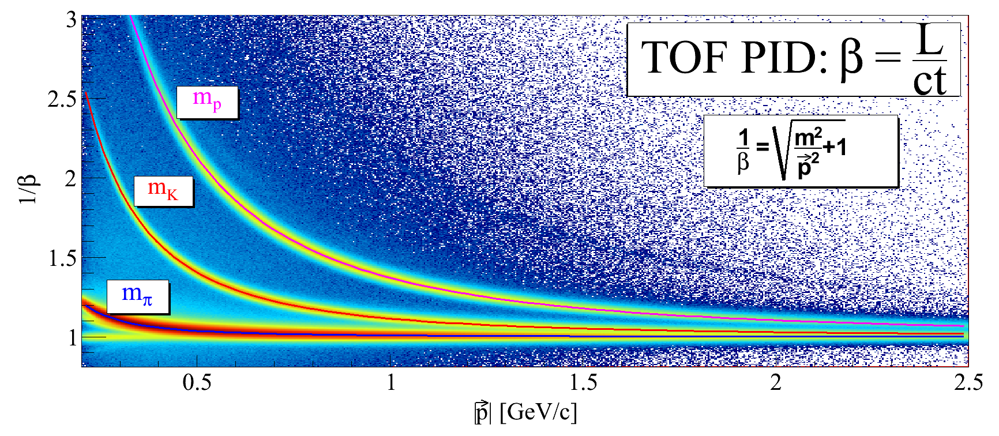 3
2.5
2
1.5
1
1/β
TOF PID: β = L/ct
1/β = √(m²/p⃗² +1)
m_p
m_K
m_π
0.5
1
1.5
2
2.5
|p⃗| [GeV/c]